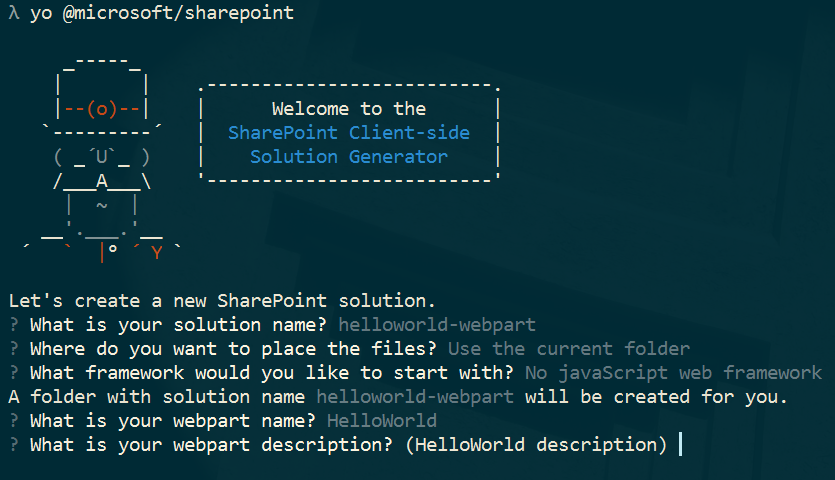 λ yo @microsoft/sharepoint
Welcome to the
SharePoint Client-side
Solution Generator
Let's create a new SharePoint solution.
? What is your solution name? helloworld-webpart
? Where do you want to place the files? Use the current folder
? What framework would you like to start with? No javaScript web framework
A folder with solution name helloworld-webpart will be created for you.
? What is your webpart name? HelloWorld
? What is your webpart description? (HelloWorld description)